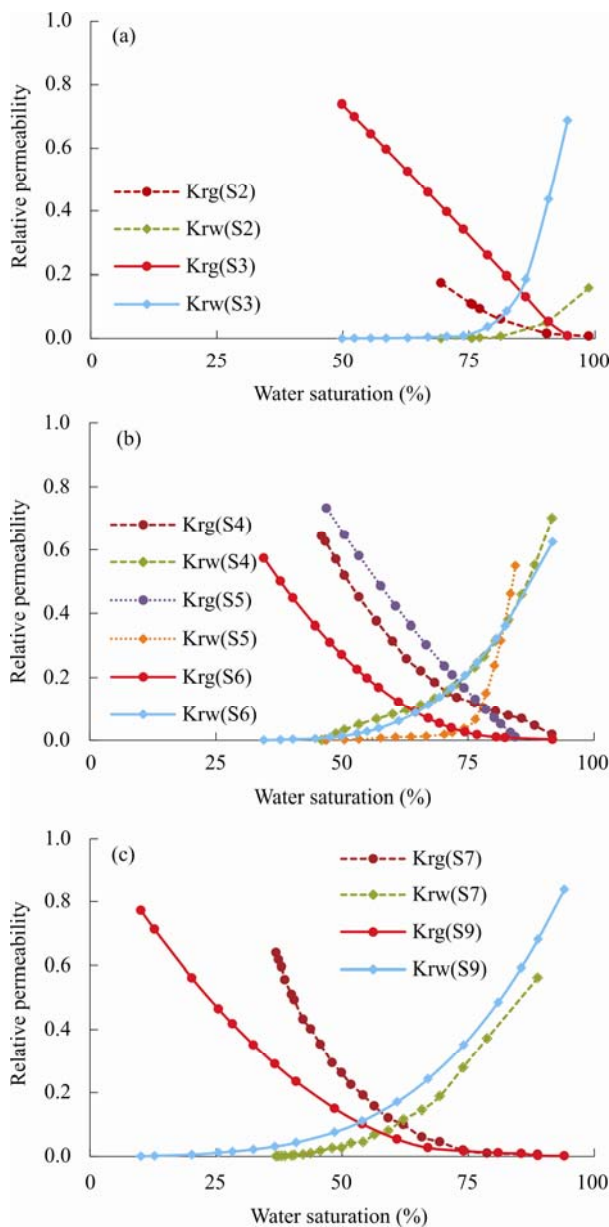 (a)
1.0
0.8
0.6
0.4
0.2
0.0
Relative permeability
Krg(S2)
Krw(S2)
Krg(S3)
Krw(S3)
0 25 50 75 100
Water saturation (%)
(b)
1.0
0.8
0.6
0.4
0.2
0.0
Relative permeability
Krg(S4)
Krw(S4)
Krg(S5)
Krw(S5)
Krg(S6)
Krw(S6)
0 25 50 75 100
Water saturation (%)
(c)
1.0
0.8
0.6
0.4
0.2
0.0
Relative permeability
Krg(S7)
Krw(S7)
Krg(S9)
Krw(S9)
0 25 50 75 100
Water saturation (%)